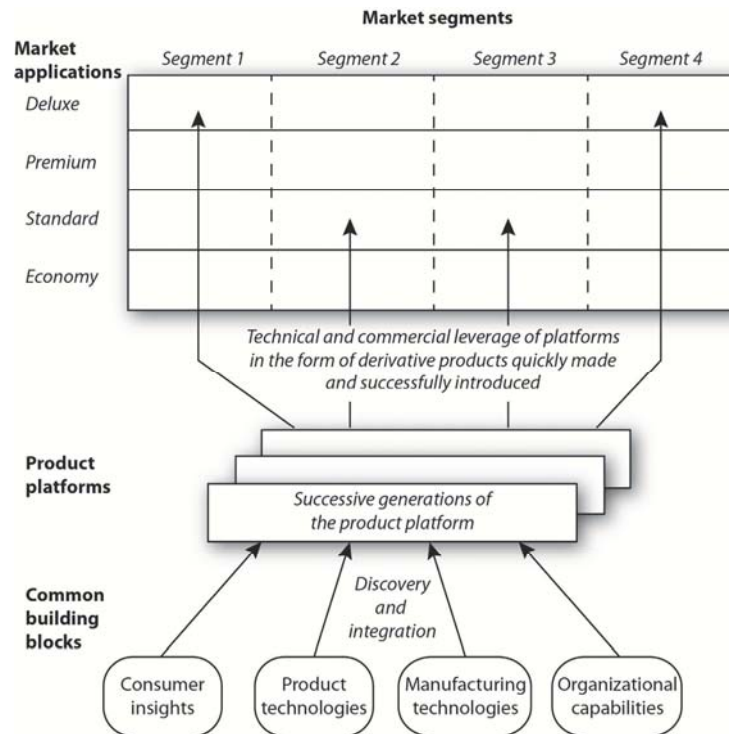 Market segments
Market
applications
Segment 1
Segment 2
Segment 3
Segment 4
Deluxe
Premium
Standard
Economy
Technical and commercial leverage of platforms
in the form of derivative products quickly made
and successfully introduced
Product
platforms
Successive generations of
the product platform
Common
building
blocks
Discovery
and
integration
Consumer
insights
Product
technologies
Manufacturing
technologies
Organizational
capabilities